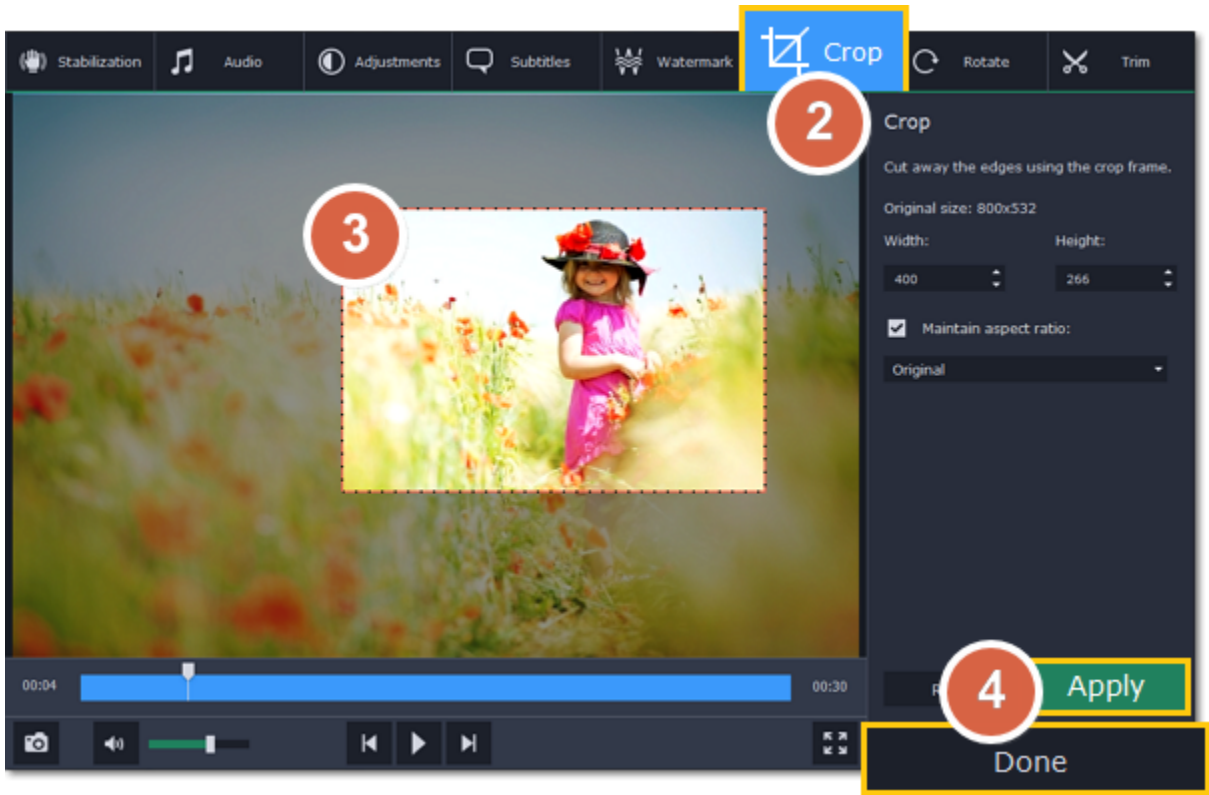 Stabilization
Audio
Adjustments
Subtitles
Watermark
Crop
Rotate
Trim
2
Crop
Cut away the edges using the crop frame.
Original size: 800x532
Width:
Height:
400
266
Maintain aspect ratio:
Original
3
00:04
00:30
4
Apply
Done